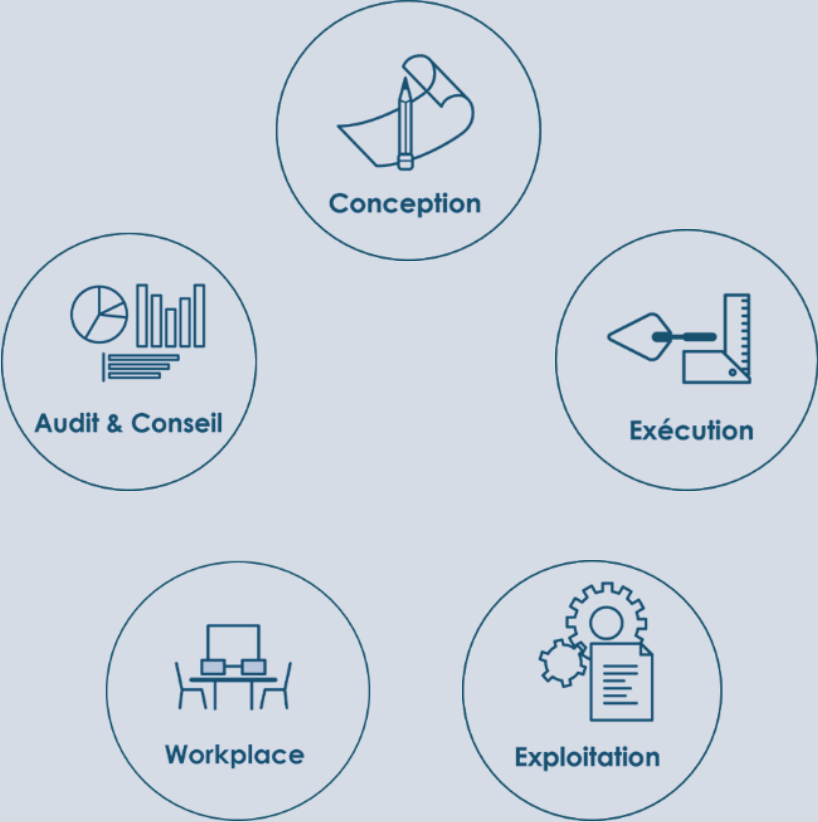 Conception
Audit & Conseil
Exécution
Workplace
Exploitation